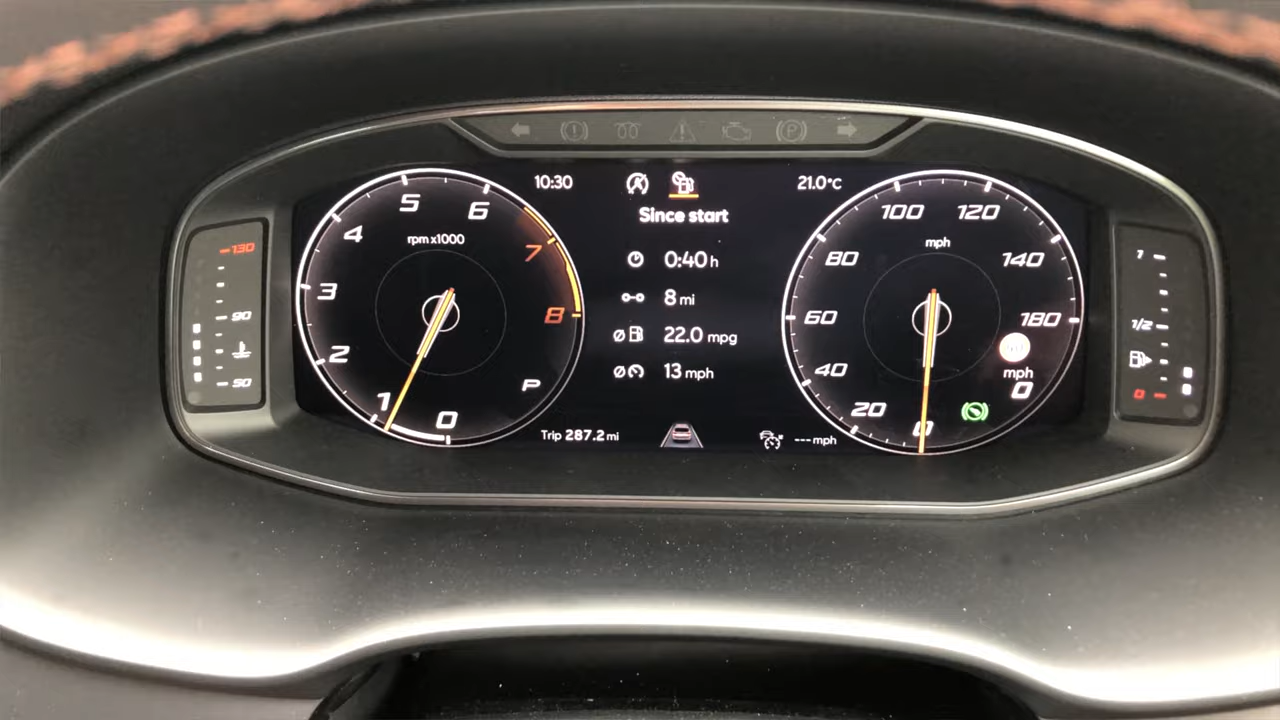 10:30
21.0°C
Since start
0:40 h
8 mi
22.0 mpg
13 mph
Trip 287.2 mi
--- mph
rpm x1000
0
1
2
3
4
5
6
7
8
P
mph
0
20
40
60
80
100
120
140
180
mph
0
130
90
50
1
1/2
0
P